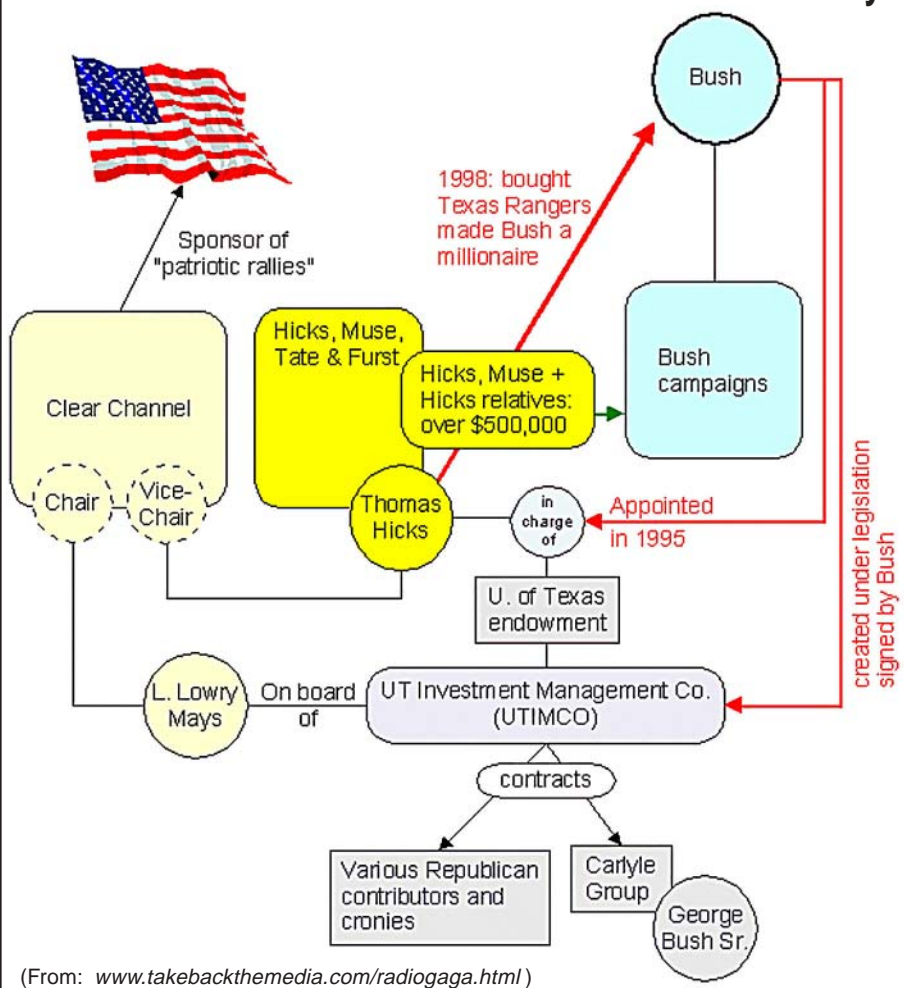 Bush
1998: bought
Texas Rangers
made Bush a
millionaire
Sponsor of
"patriotic rallies"
Hicks, Muse,
Tate & Furst
Hicks, Muse +
Hicks relatives:
over $500,000
Bush
campaigns
Clear Channel
Chair
Vice-
Chair
Thomas
Hicks
in
charge
of
Appointed
in 1995
created under legislation
signed by Bush
U. of Texas
endowment
L. Lowry
Mays
On board
of
UT Investment Management Co.
(UTIMCO)
contracts
Various Republican
contributors and
cronies
Carlyle
Group
George
Bush Sr.
(From: www.takebackthemedia.com/radiogaga.html)